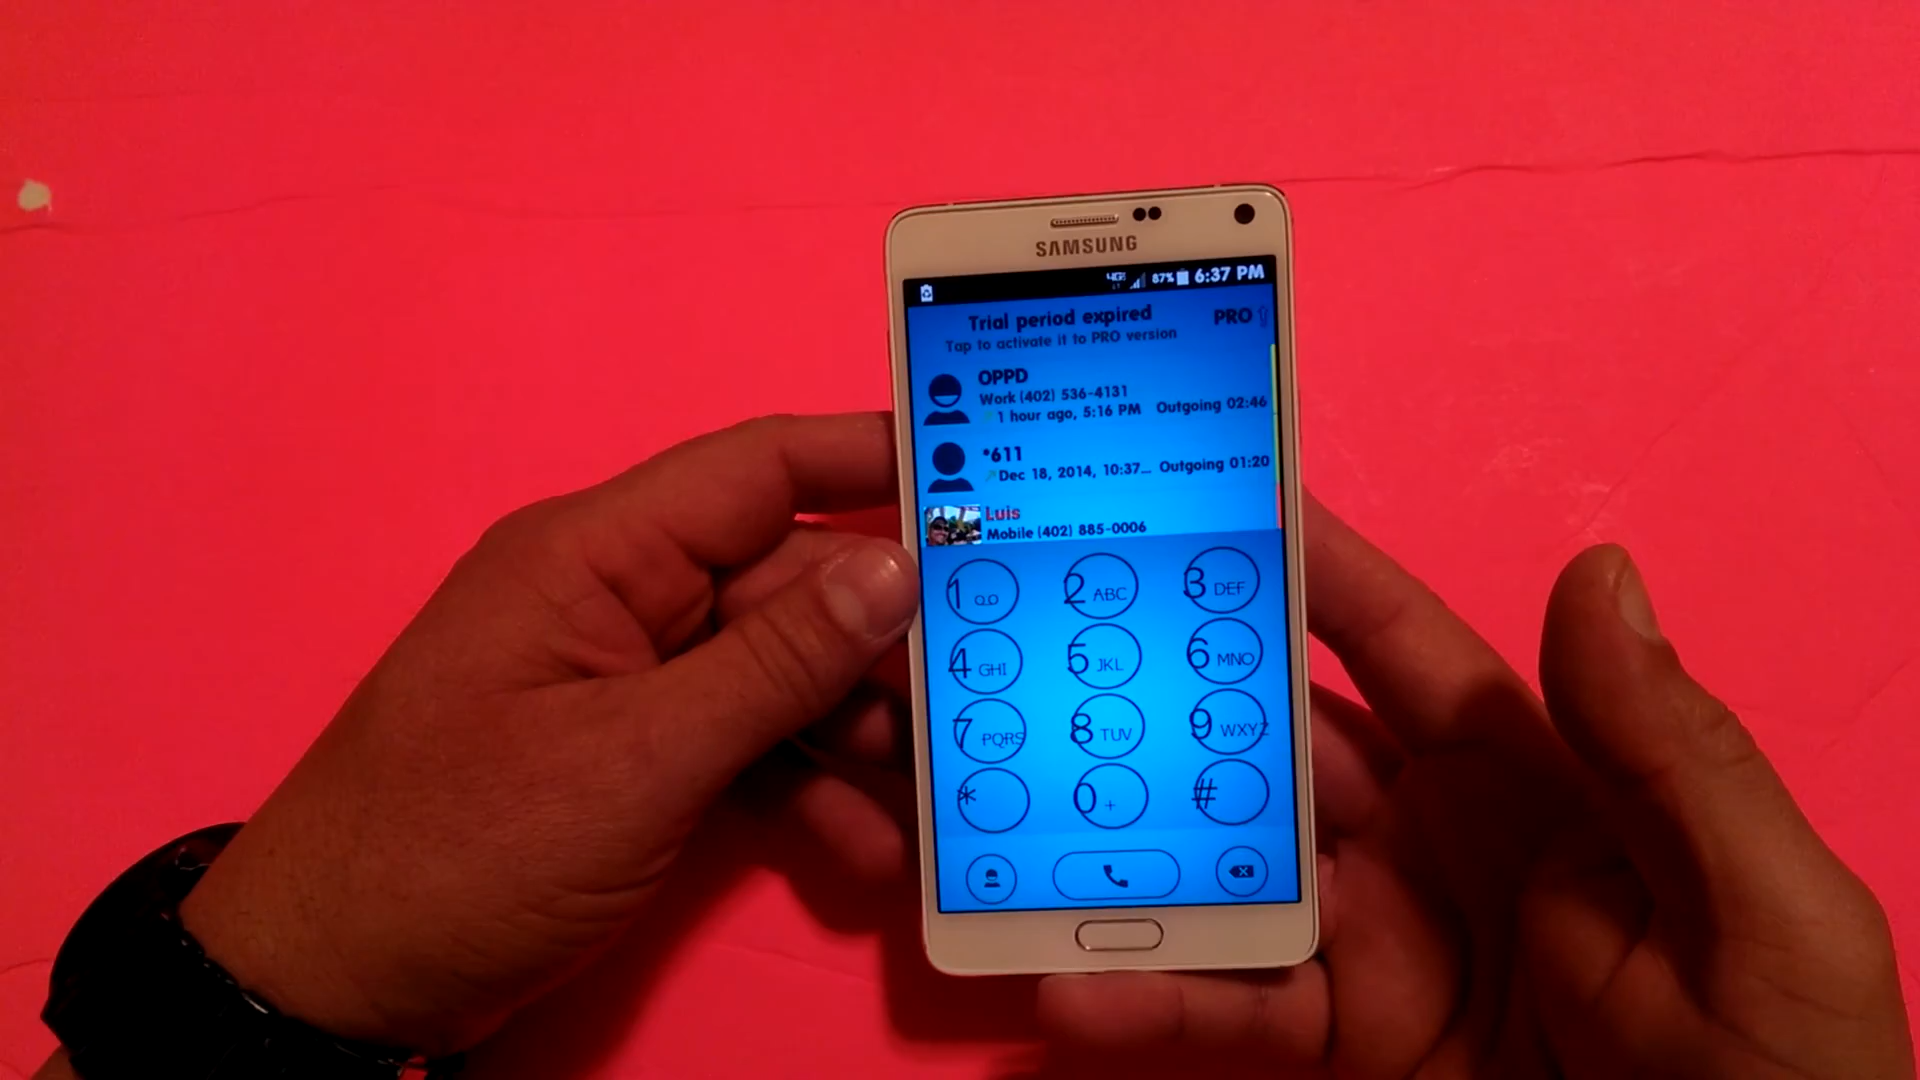 SAMSUNG
4G LTE 87% 6:37 PM
Trial period expired
PRO
Tap to activate it to PRO version
OPPD
Work (402) 536-4131
1 hour ago, 5:16 PM Outgoing 02:46
*611
Dec 18, 2014, 10:37... Outgoing 01:20
Luis
Mobile (402) 885-0006
1 2 ABC 3 DEF
4 GHI 5 JKL 6 MNO
7 PQRS 8 TUV 9 WXYZ
* 0 + #